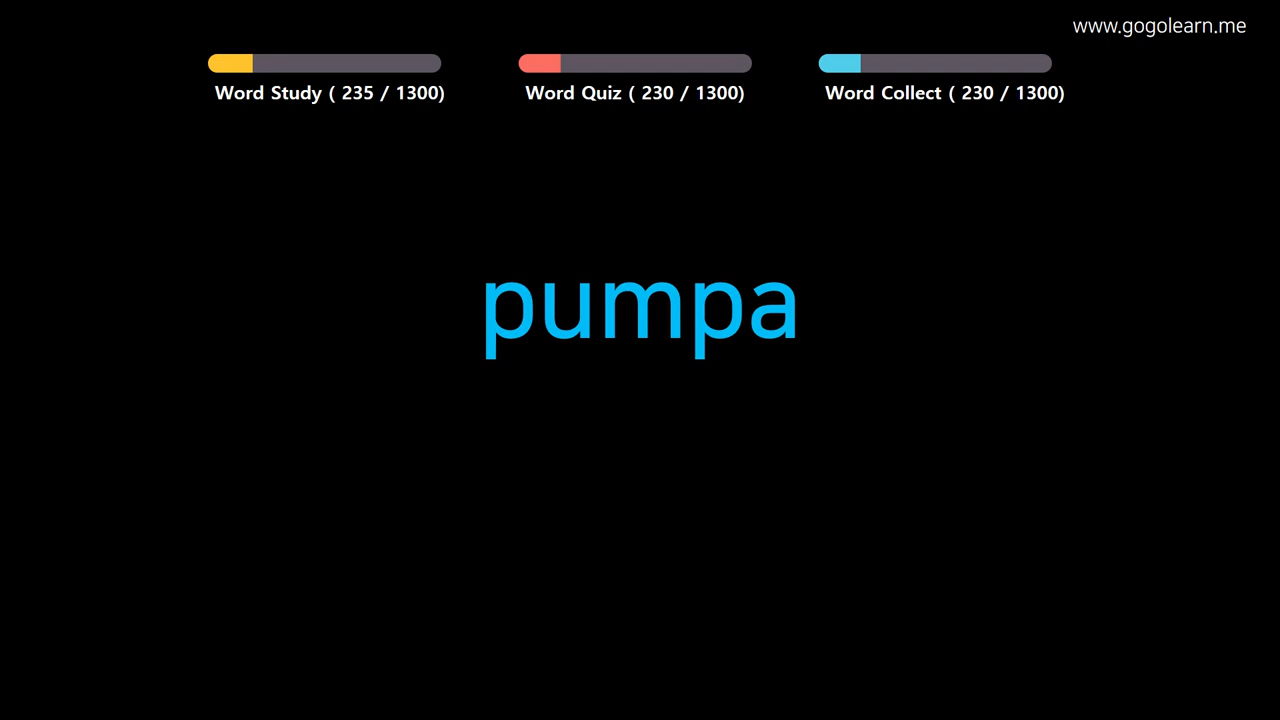 www.gogolearn.me
Word Study ( 235 / 1300)
Word Quiz ( 230 / 1300)
Word Collect ( 230 / 1300)
pumpa